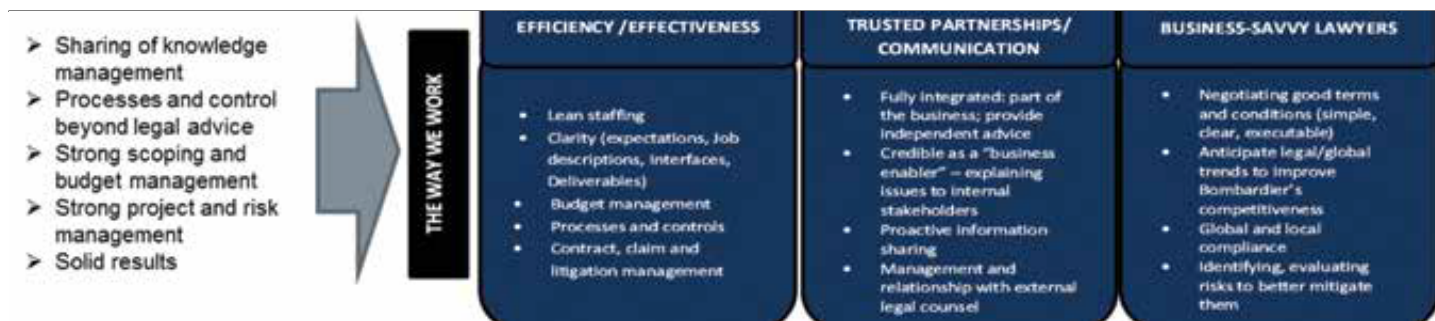 ➢ Sharing of knowledge
management
➢ Processes and control
beyond legal advice
➢ Strong scoping and
budget management
➢ Strong project and risk
management
➢ Solid results
THE WAY WE WORK
EFFICIENCY /EFFECTIVENESS
• Lean staffing
• Clarity (expectations, Job
descriptions, Interfaces,
Deliverables)
• Budget management
• Processes and controls
• Contract, claim and
litigation management
TRUSTED PARTNERSHIPS/
COMMUNICATION
• Fully integrated: part of
the business; provide
independent advice
• Credible as a "business
enabler" – explaining
issues to internal
stakeholders
• Proactive information
sharing
• Management and
relationship with external
legal counsel
BUSINESS-SAVVY LAWYERS
• Negotiating good terms
and conditions (simple,
clear, executable)
• Anticipate legal/global
trends to improve
Bombardier's
competitiveness
• Global and local
compliance
• Identifying, evaluating
risks to better mitigate
them